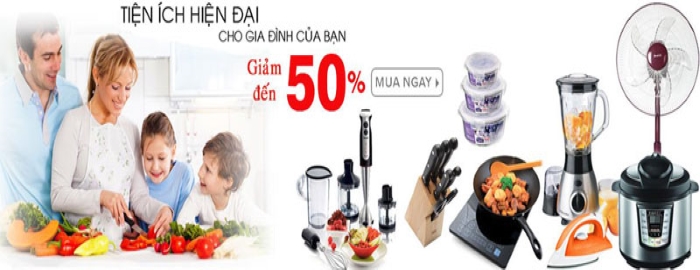 TIỆN ÍCH HIỆN ĐẠI
CHO GIA ĐÌNH CỦA BẠN
Giảm
đến
50%
MUA NGAY